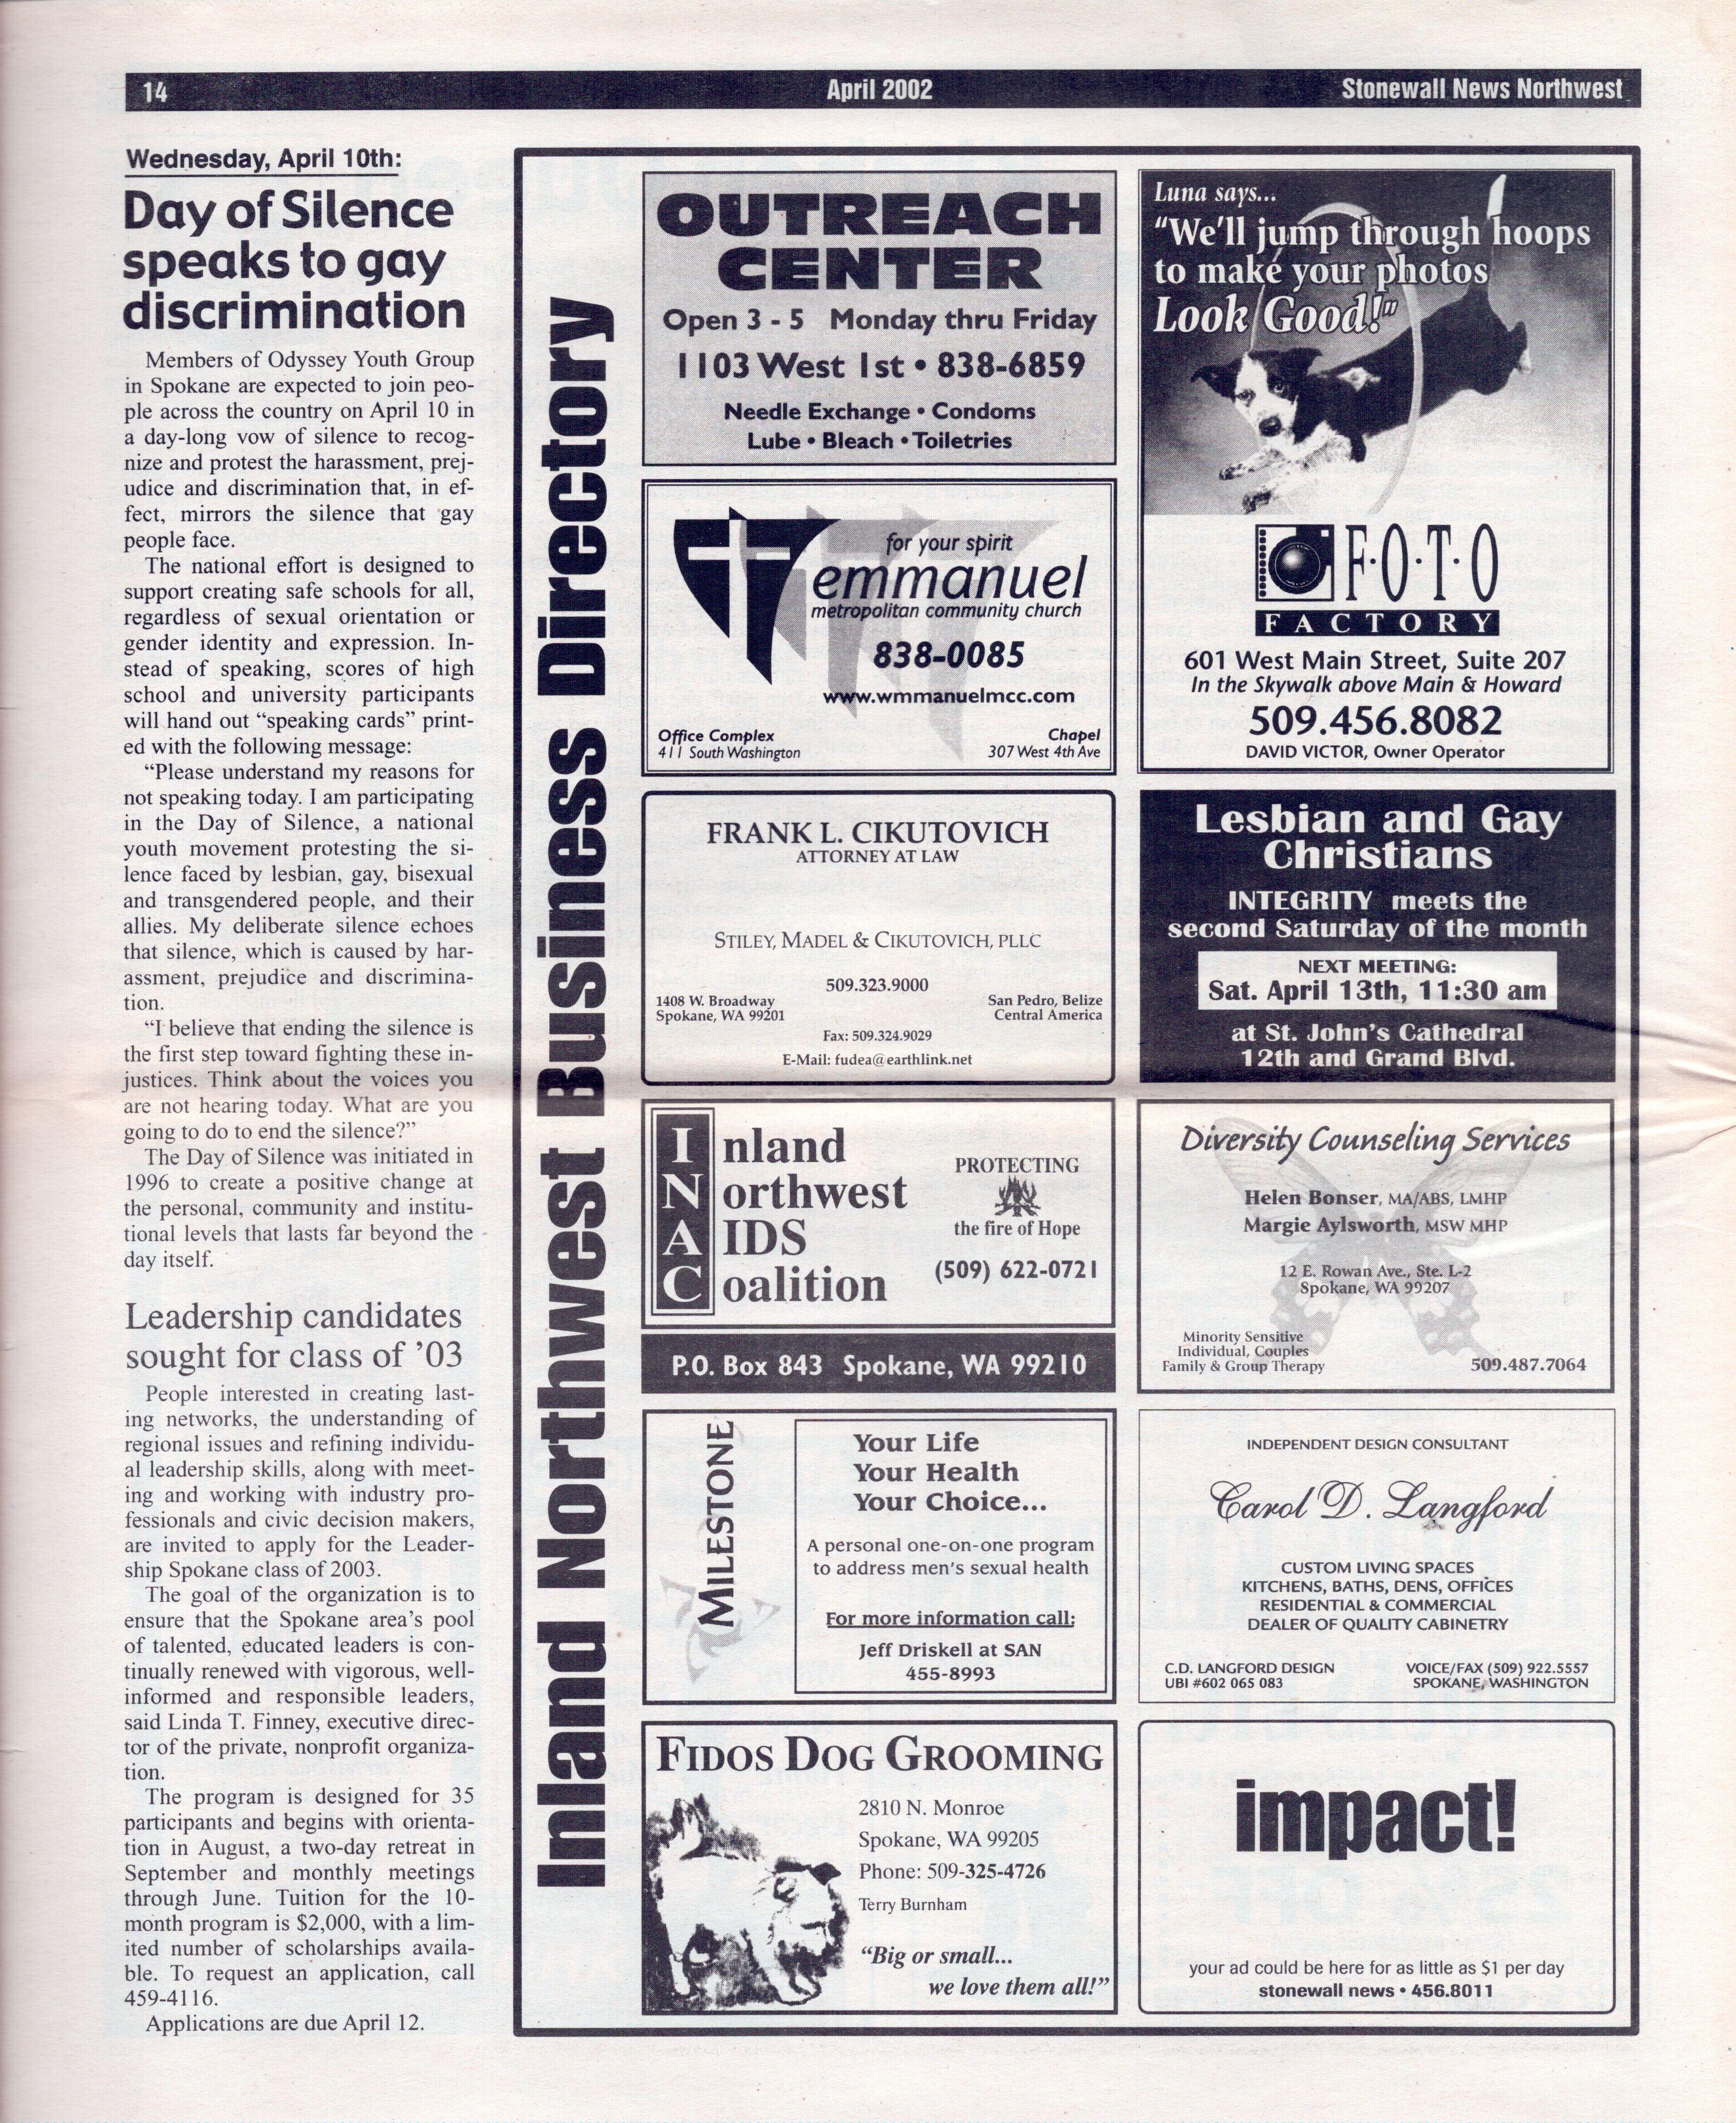 14
April 2002
Stonewall News Northwest
Wednesday, April 10th:
Day of Silence
speaks to gay
discrimination
Members of Odyssey Youth Group
in Spokane are expected to join peo-
ple across the country on April 10 in
a day-long vow of silence to recog-
nize and protest the harassment, prej-
udice and discrimination that, in ef-
fect, mirrors the silence that gay
people face.
The national effort is designed to
support creating safe schools for all,
regardless of sexual orientation or
gender identity and expression. In-
stead of speaking, scores of high
school and university participants
will hand out “speaking cards” print-
ed with the following message:
“Please understand my reasons for
not speaking today. I am participating
in the Day of Silence, a national
youth movement protesting the si-
lence faced by lesbian, gay, bisexual
and transgendered people, and their
allies. My deliberate silence echoes
that silence, which is caused by har-
assment, prejudice and discrimina-
tion.
“I believe that ending the silence is
the first step toward fighting these in-
justices. Think about the voices you
are not hearing today. What are you
going to do to end the silence?”
The Day of Silence was initiated in
1996 to create a positive change at
the personal, community and institu-
tional levels that lasts far beyond the
day itself.
Leadership candidates
sought for class of ’03
People interested in creating last-
ing networks, the understanding of
regional issues and refining individu-
al leadership skills, along with meet-
ing and working with industry pro-
fessionals and civic decision makers,
are invited to apply for the Leader-
ship Spokane class of 2003.
The goal of the organization is to
ensure that the Spokane area’s pool
of talented, educated leaders is con-
tinually renewed with vigorous, well-
informed and responsible leaders,
said Linda T. Finney, executive direc-
tor of the private, nonprofit organiza-
tion.
The program is designed for 35
participants and begins with orienta-
tion in August, a two-day retreat in
September and monthly meetings
through June. Tuition for the 10-
month program is $2,000, with a lim-
ited number of scholarships availa-
ble. To request an application, call
459-4116.
Applications are due April 12.
Inland Northwest Business Directory
OUTREACH
CENTER
Open 3 - 5 Monday thru Friday
1103 West 1st • 838-6859
Needle Exchange • Condoms
Lube • Bleach • Toiletries
for your spirit
emmanuel
metropolitan community church
838-0085
www.wmmanuelmcc.com
Office Complex
411 South Washington
Chapel
307 West 4th Ave
FRANK L. CIKUTOVICH
ATTORNEY AT LAW
STILEY, MADEL & CIKUTOVICH, PLLC
509.323.9000
1408 W. Broadway
Spokane, WA 99201
San Pedro, Belize
Central America
Fax: 509.324.9029
E-Mail: fudea@earthlink.net
Inland
Northwest
AIDS
Coalition
PROTECTING
the fire of Hope
(509) 622-0721
P.O. Box 843 Spokane, WA 99210
MILESTONE
Your Life
Your Health
Your Choice...
A personal one-on-one program
to address men’s sexual health
For more information call:
Jeff Driskell at SAN
455-8993
FIDOS DOG GROOMING
2810 N. Monroe
Spokane, WA 99205
Phone: 509-325-4726
Terry Burnham
“Big or small...
we love them all!”
Luna says...
“We’ll jump through hoops
to make your photos
Look Good!”
F·O·T·O
FACTORY
601 West Main Street, Suite 207
In the Skywalk above Main & Howard
509.456.8082
DAVID VICTOR, Owner Operator
Lesbian and Gay
Christians
INTEGRITY meets the
second Saturday of the month
NEXT MEETING:
Sat. April 13th, 11:30 am
at St. John’s Cathedral
12th and Grand Blvd.
Diversity Counseling Services
Helen Bonser, MA/ABS, LMHP
Margie Aylsworth, MSW MHP
12 E. Rowan Ave., Ste. L-2
Spokane, WA 99207
Minority Sensitive
Individual, Couples
Family & Group Therapy
509.487.7064
INDEPENDENT DESIGN CONSULTANT
Carol D. Langford
CUSTOM LIVING SPACES
KITCHENS, BATHS, DENS, OFFICES
RESIDENTIAL & COMMERCIAL
DEALER OF QUALITY CABINETRY
C.D. LANGFORD DESIGN
UBI #602 065 083
VOICE/FAX (509) 922.5557
SPOKANE, WASHINGTON
impact!
your ad could be here for as little as $1 per day
stonewall news • 456.8011